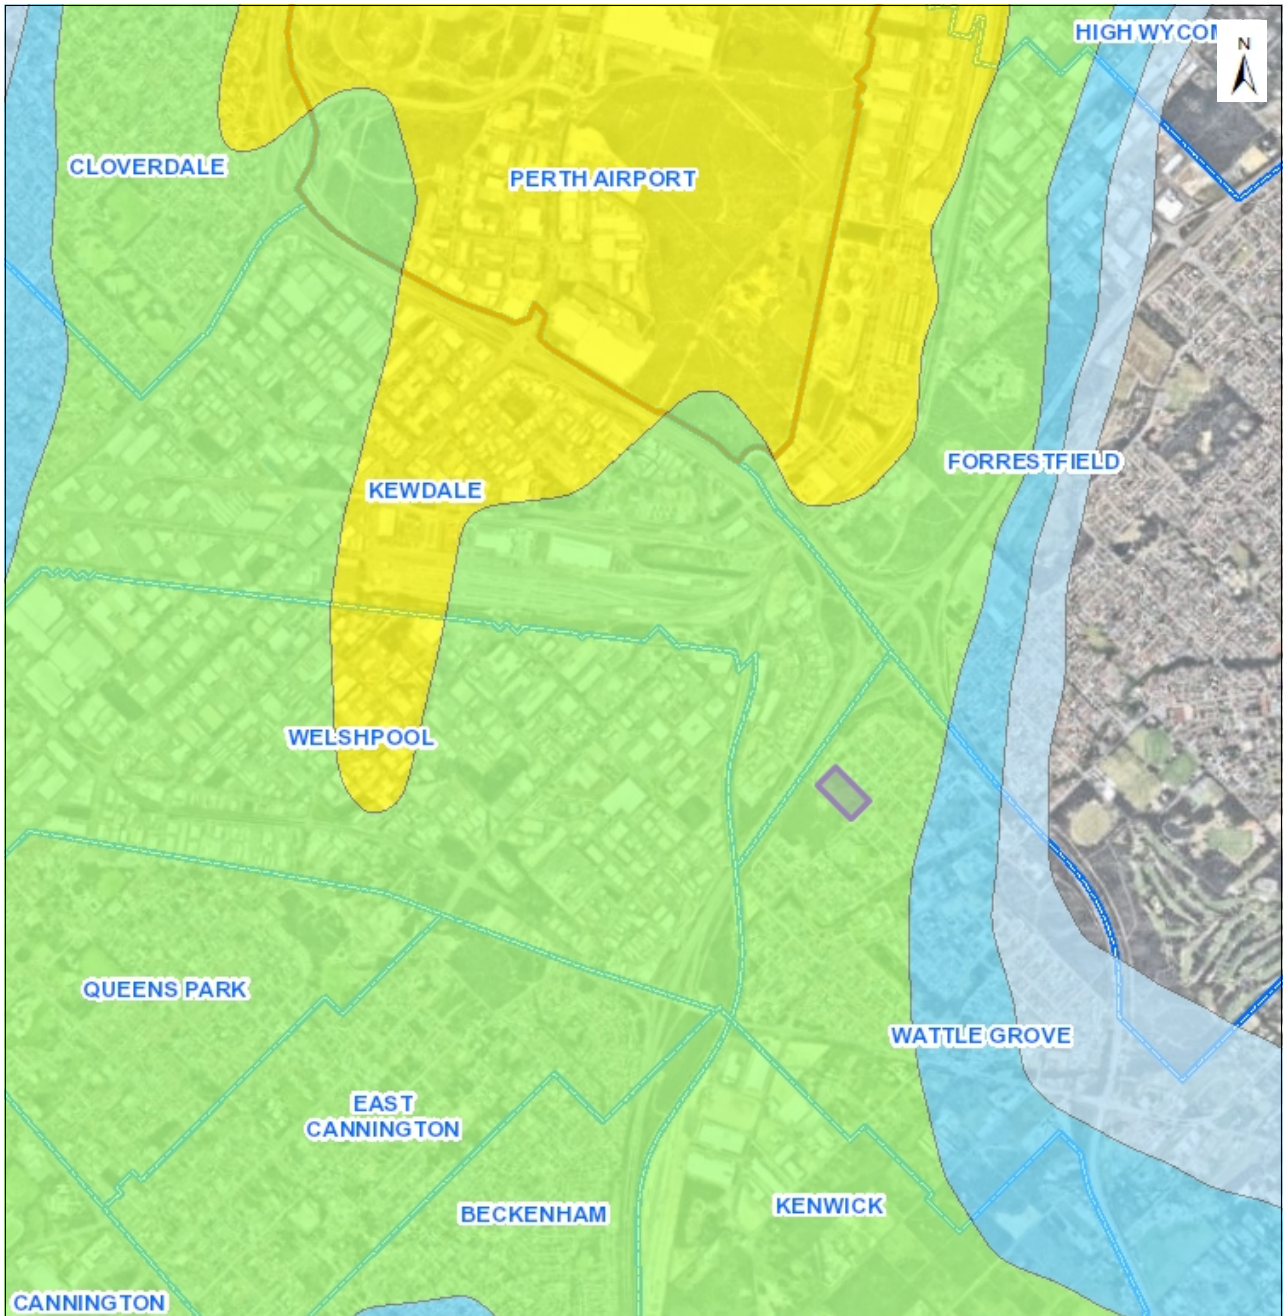 HIGH WYCOM
N
CLOVERDALE
PERTH AIRPORT
FORRESTFIELD
KEWDALE
WELSHPOOL
QUEENS PARK
WATTLE GROVE
EAST
CANNINGTON
KENWICK
BECKENHAM
CANNINGTON